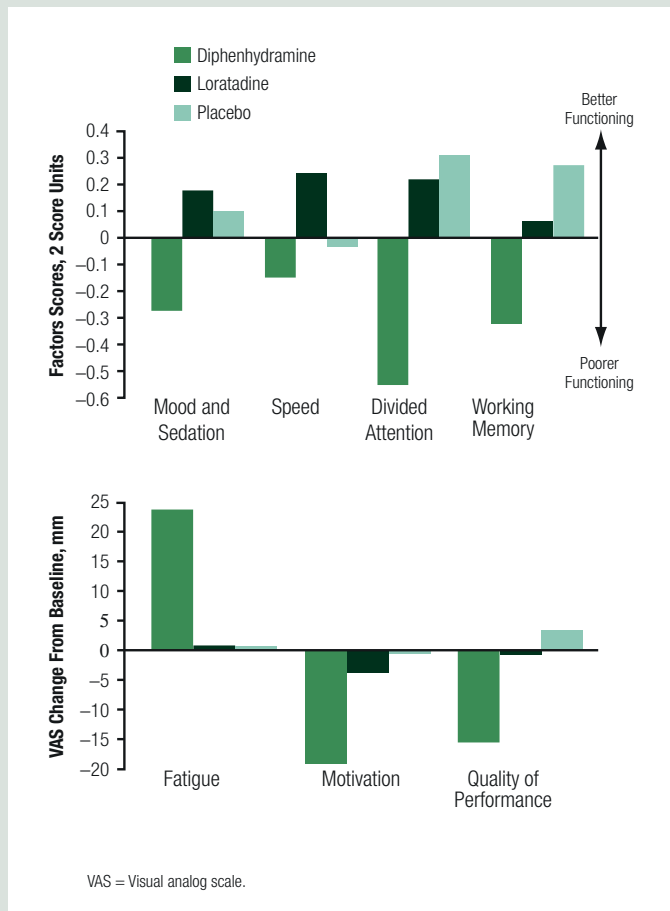 Diphenhydramine
Loratadine
Placebo
Better
Functioning
Factors Scores, 2 Score Units
0.4
0.3
0.2
0.1
0
–0.1
–0.2
–0.3
–0.4
–0.5
–0.6
Poorer
Functioning
Mood and
Sedation
Speed
Divided
Attention
Working
Memory
VAS Change From Baseline, mm
25
20
15
10
5
0
–5
–10
–15
–20
Fatigue
Motivation
Quality of
Performance
VAS = Visual analog scale.